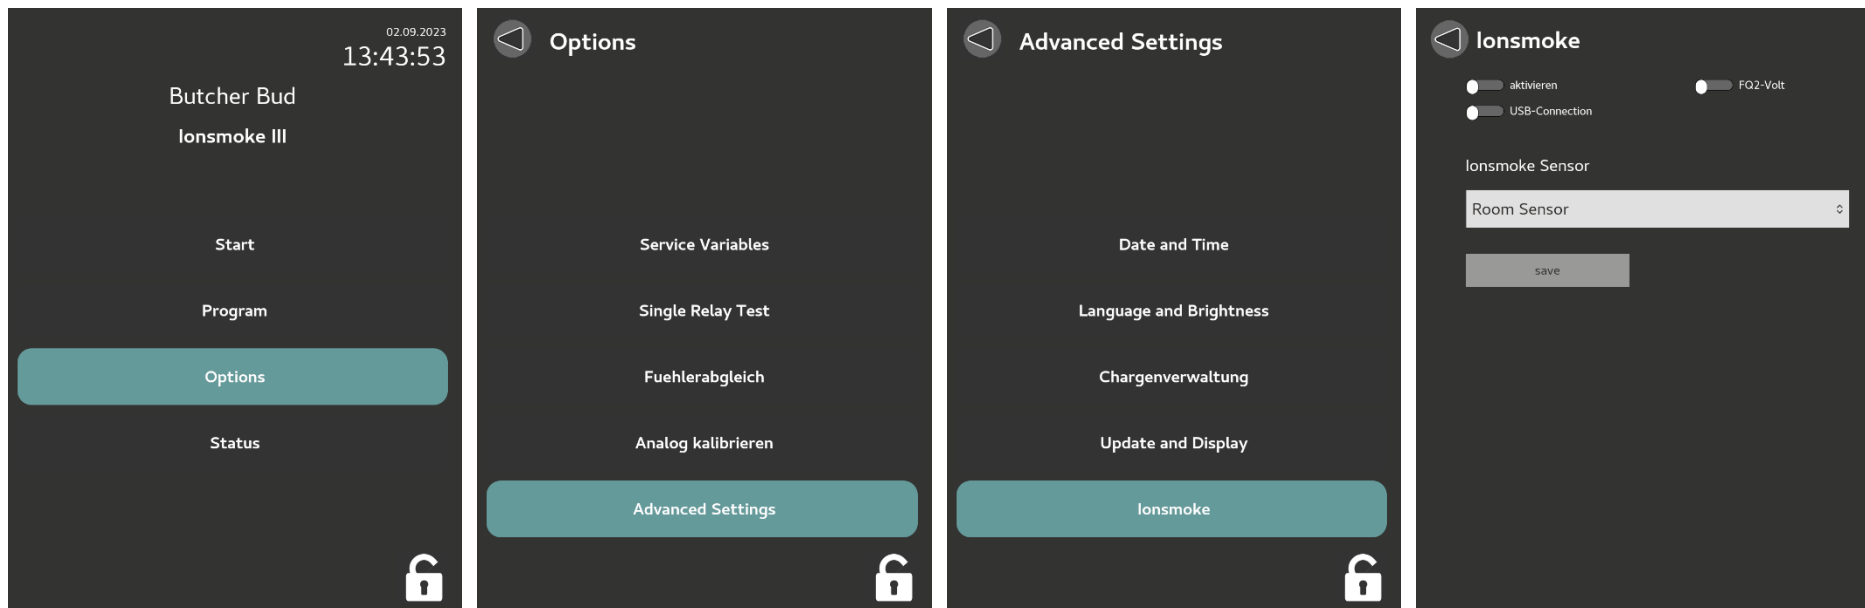 02.09.2023
13:43:53
Butcher Bud
Ionsmoke III
Start
Program
Options
Status
Options
Service Variables
Single Relay Test
Fuehlerabgleich
Analog kalibrieren
Advanced Settings
Advanced Settings
Date and Time
Language and Brightness
Chargenverwaltung
Update and Display
Ionsmoke
Ionsmoke
aktivieren
FQ2-Volt
USB-Connection
Ionsmoke Sensor
Room Sensor
save